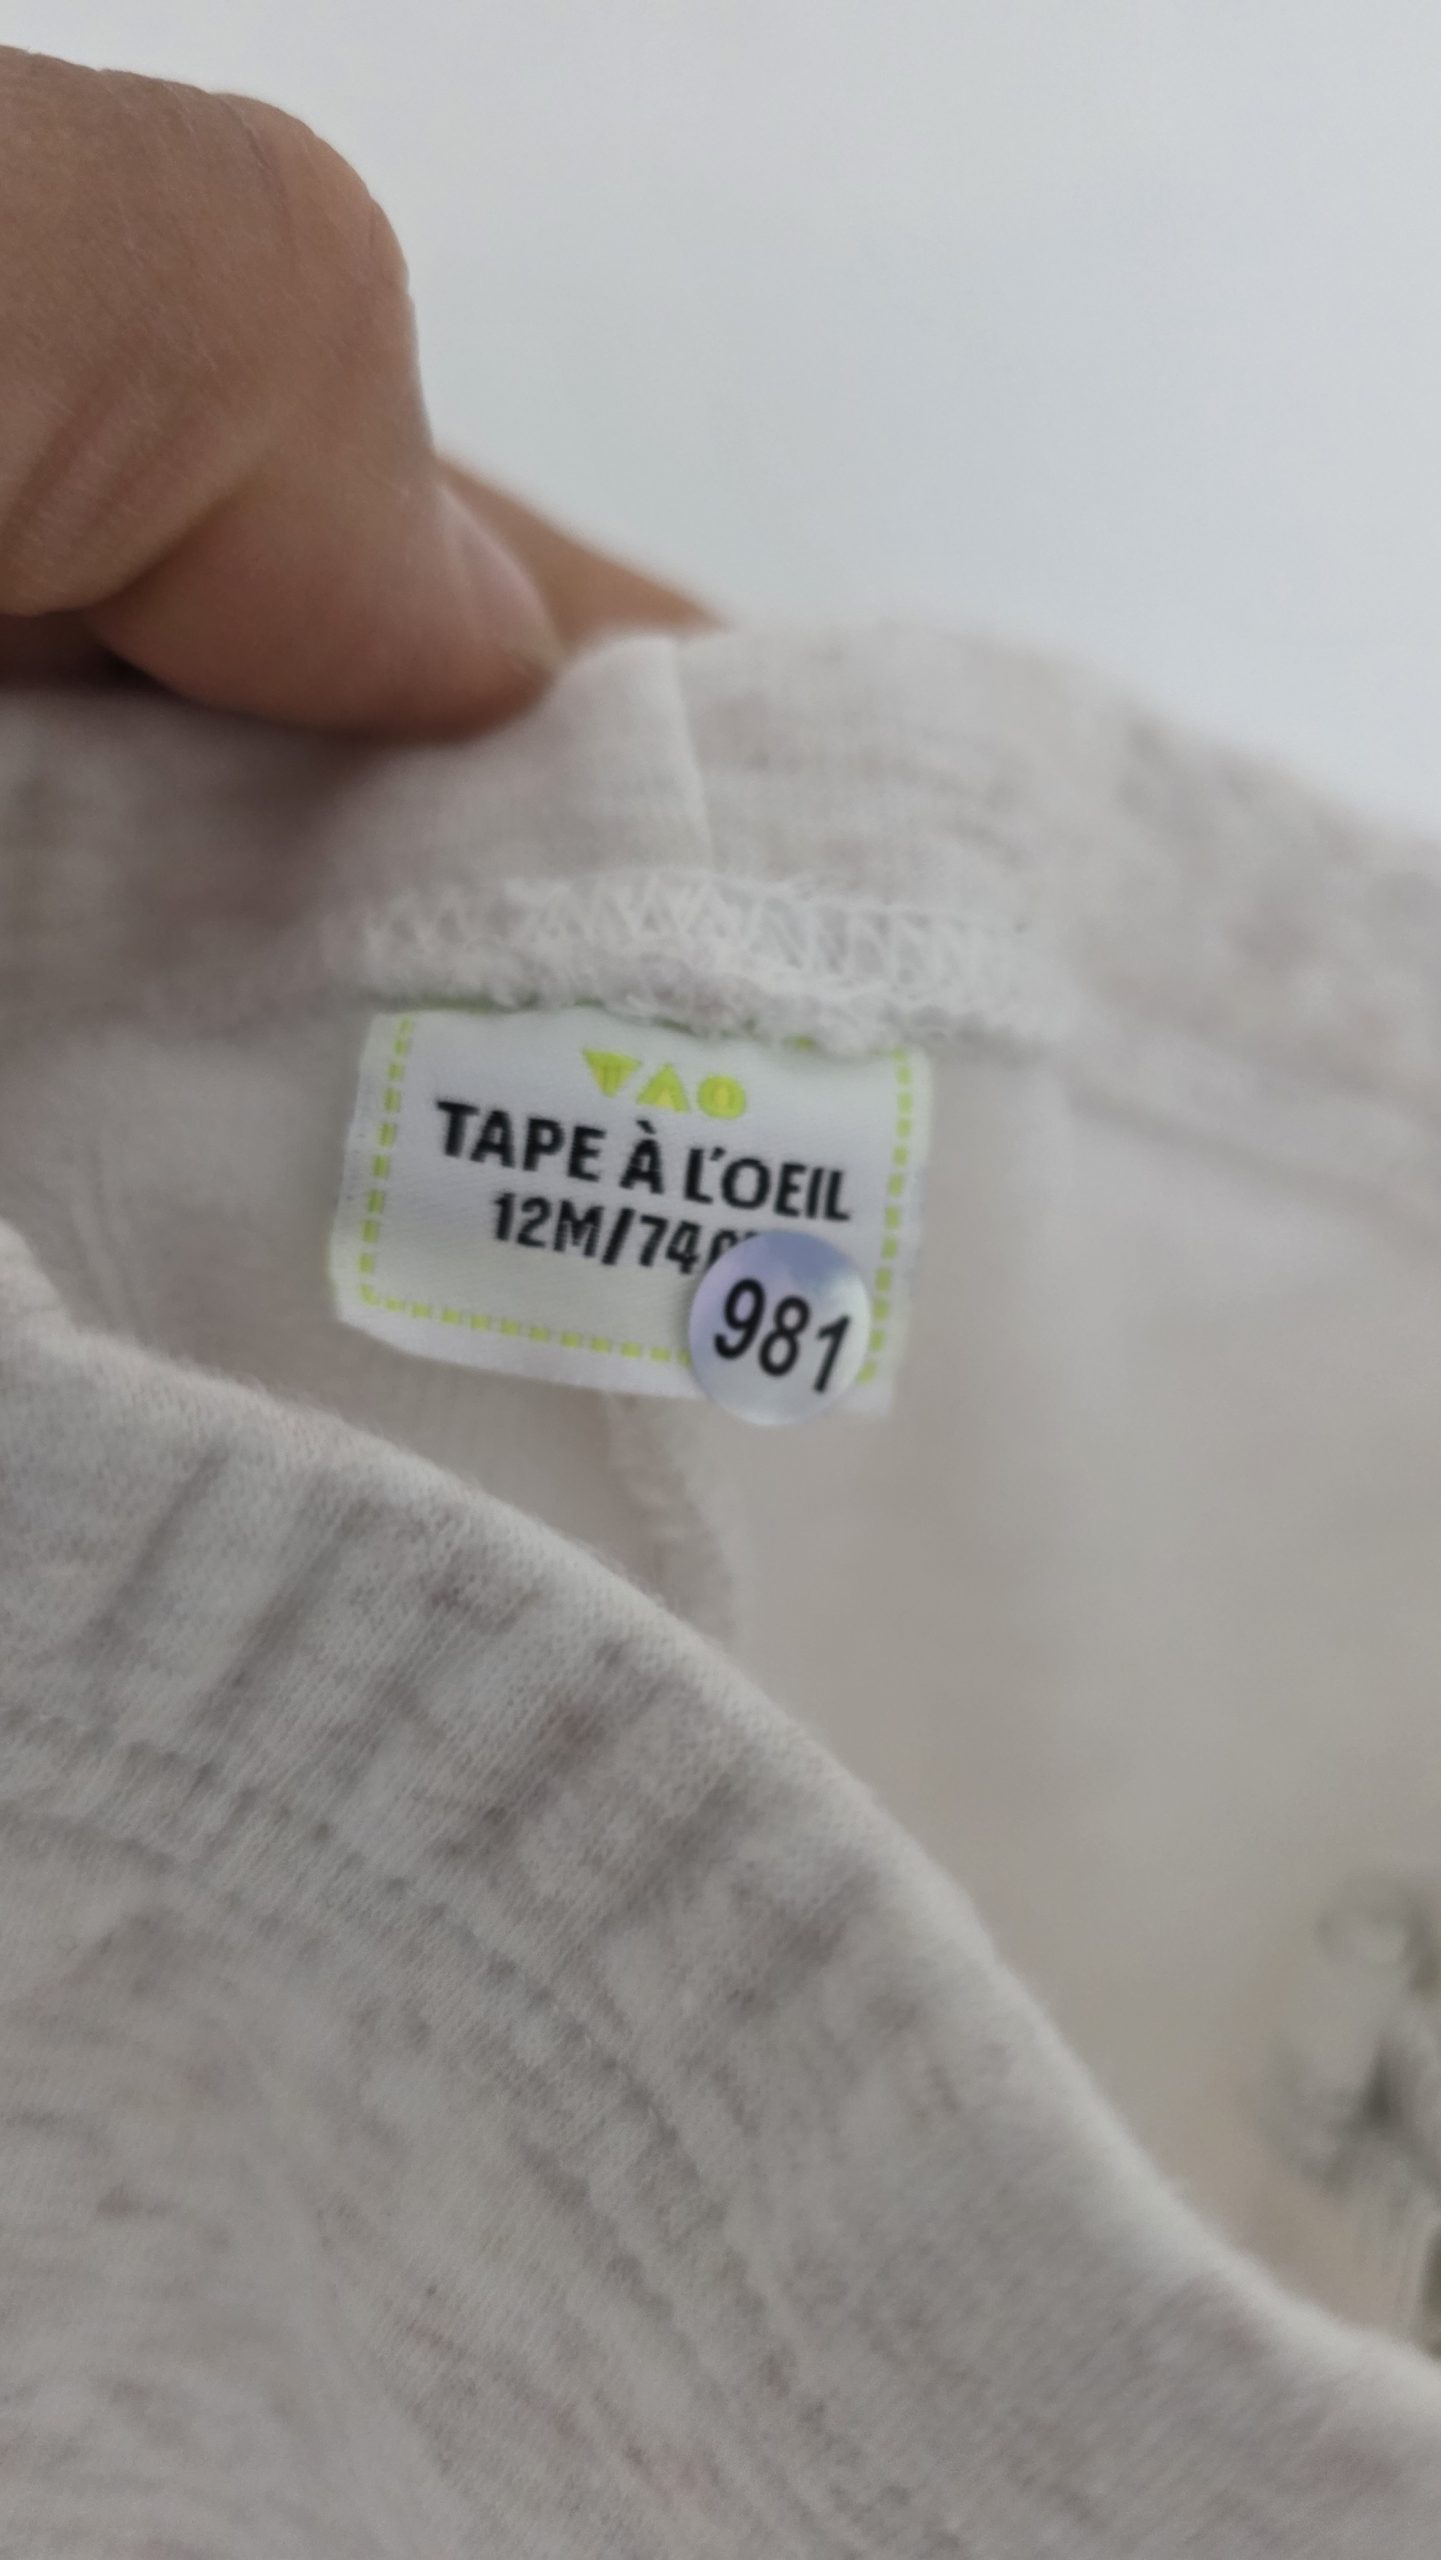 TAO
TAPE À L'OEIL
12M/74
981